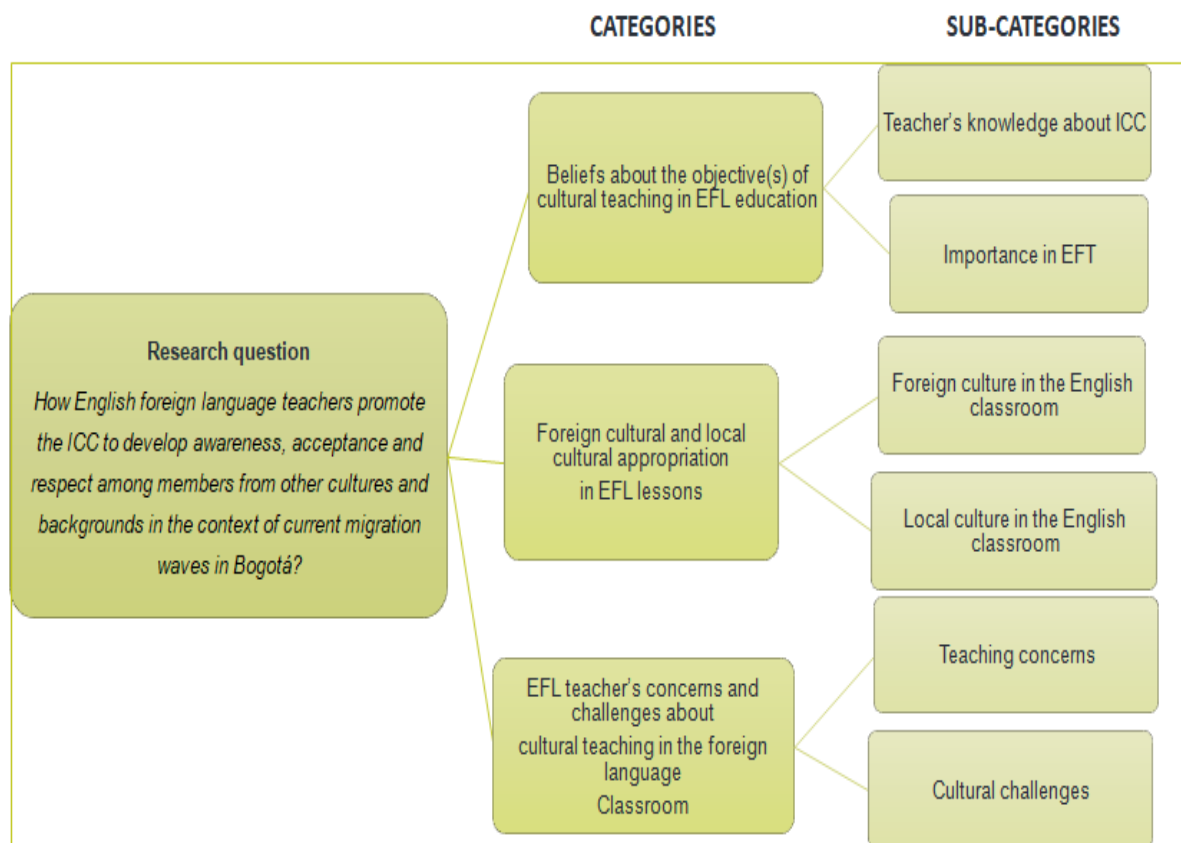 CATEGORIES
SUB-CATEGORIES
Research question
How English foreign language teachers promote
the ICC to develop awareness, acceptance and
respect among members from other cultures and
backgrounds in the context of current migration
waves in Bogotá?
Beliefs about the objective(s) of
cultural teaching in EFL education
Teacher's knowledge about ICC
Importance in EFT
Foreign cultural and local
cultural appropriation
in EFL lessons
Foreign culture in the English
classroom
Local culture in the English
classroom
EFL teacher's concerns and
challenges about
cultural teaching in the foreign
language
Classroom
Teaching concerns
Cultural challenges